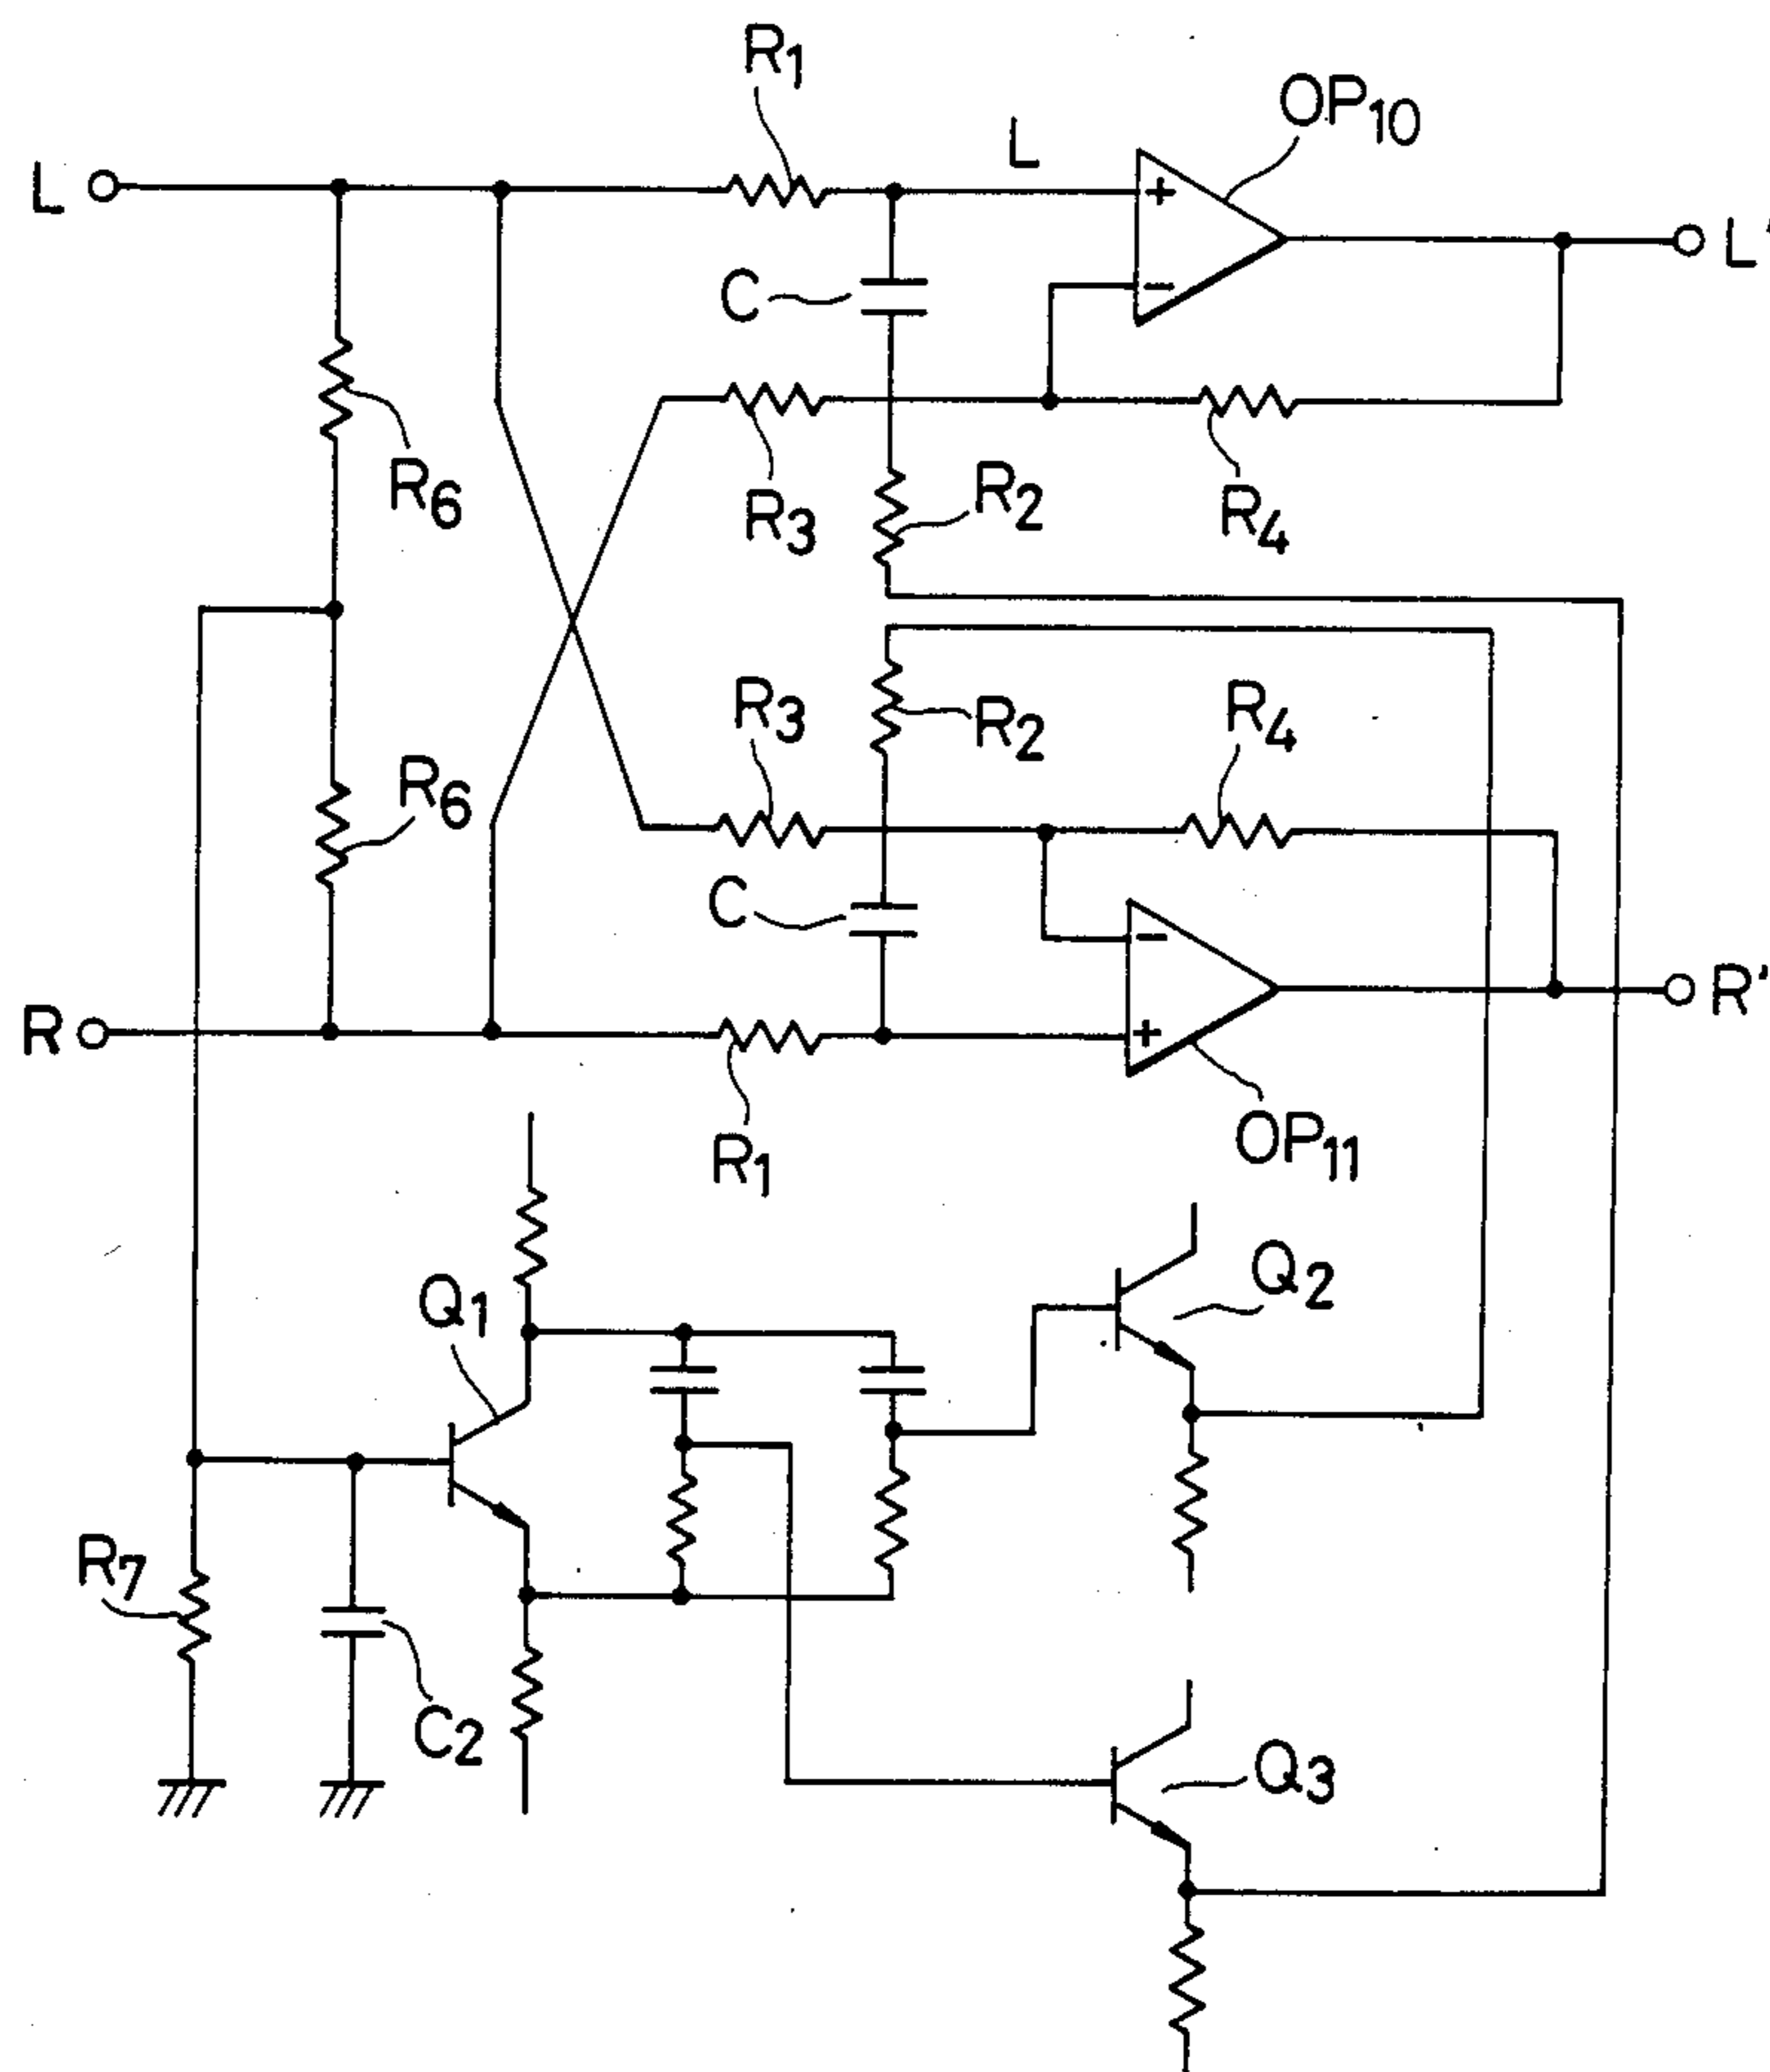 R1
OP10
L
L
L'
C
R6
R3
R2
R4
R3
R2
R4
R6
C
R
R'
R1
OP11
Q1
Q2
R7
C2
Q3
+
-
-
+